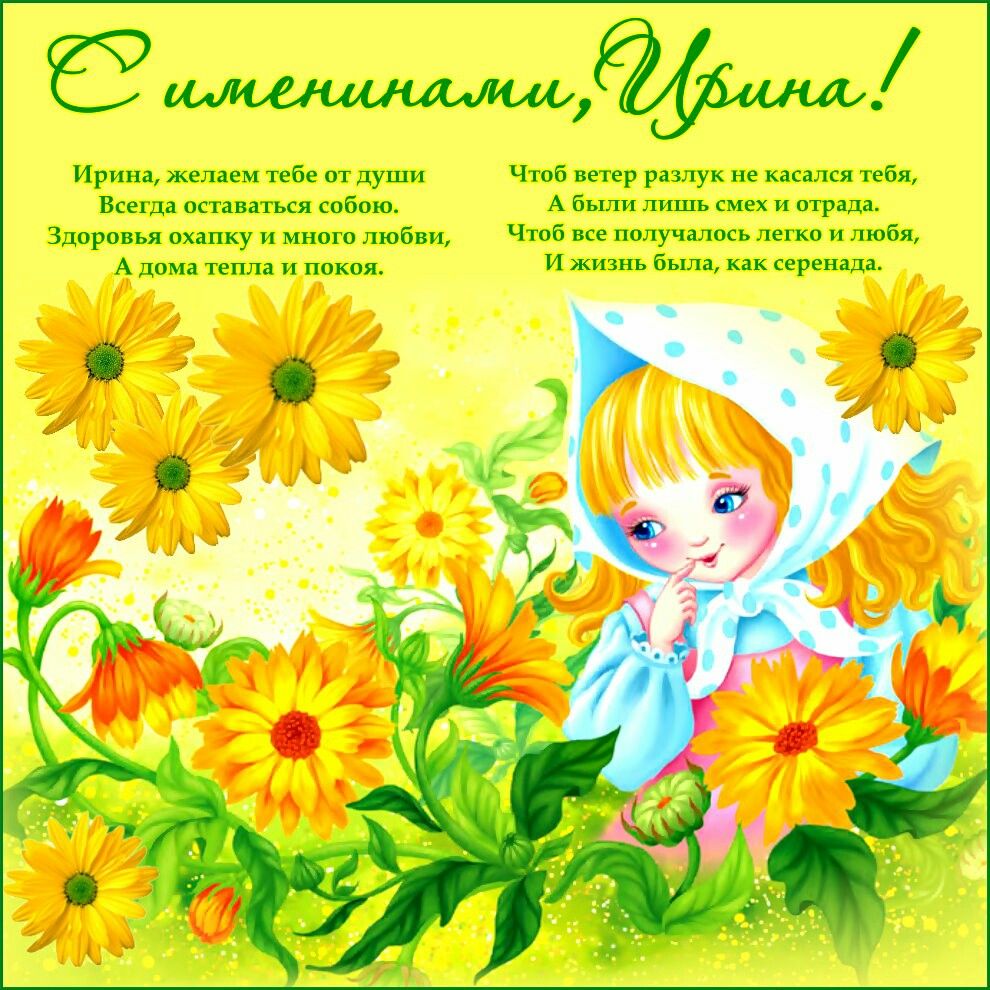 С именинами, Ирина!
Ирина, желаем тебе от души
Всегда оставаться собою.
Здоровья охапку и много любви,
А дома тепла и покоя.
Чтоб ветер разлук не касался тебя,
А были лишь смех и отрада.
Чтоб все получалось легко и любя,
И жизнь была, как серенада.